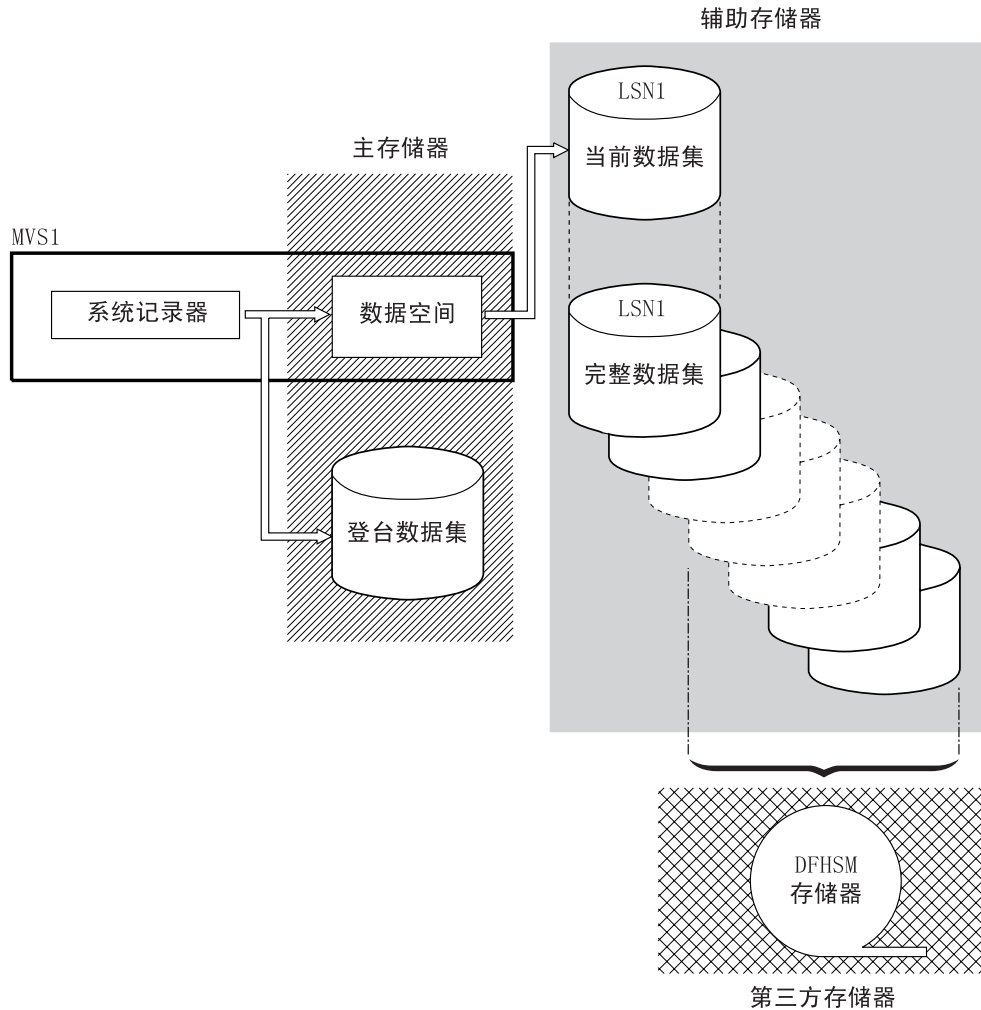 辅助存储器
LSN1
当前数据集
主存储器
MVS1
系统记录器
数据空间
LSN1
完整数据集
登台数据集
DFHSM
存储器
第三方存储器